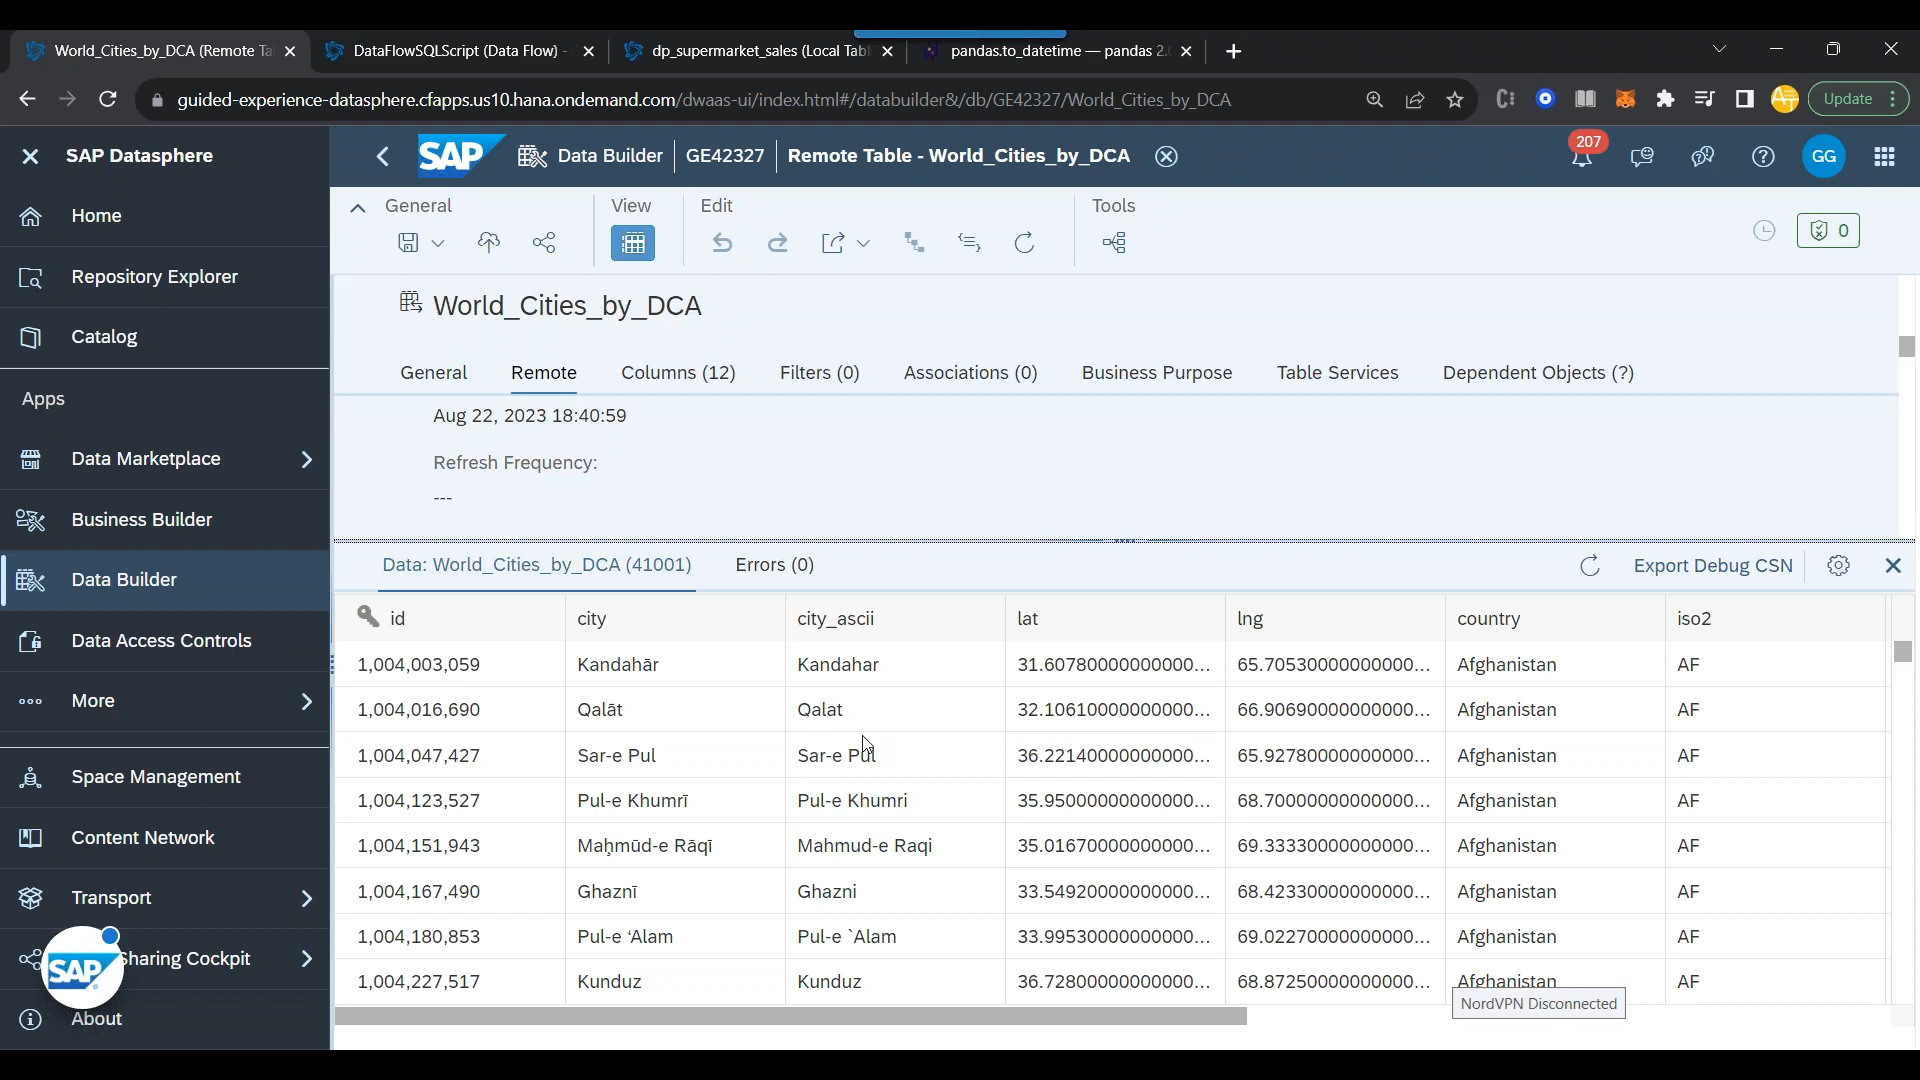 World_Cities_by_DCA (Remote Ta
DataFlowSQLScript (Data Flow) -
dp_supermarket_sales (Local Tabl
pandas.to_datetime — pandas 2.
guided-experience-datasphere.cfapps.us10.hana.ondemand.com/dwaas-ui/index.html#/databuilder&/db/GE42327/World_Cities_by_DCA
Update
SAP Datasphere
SAP
Data Builder
GE42327
Remote Table - World_Cities_by_DCA
207
GG
Home
Repository Explorer
Catalog
Apps
Data Marketplace
Business Builder
Data Builder
Data Access Controls
More
Space Management
Content Network
Transport
Sharing Cockpit
SAP
About
General
View
Edit
Tools
0
World_Cities_by_DCA
General
Remote
Columns (12)
Filters (0)
Associations (0)
Business Purpose
Table Services
Dependent Objects (?)
Aug 22, 2023 18:40:59
Refresh Frequency:
---
Data: World_Cities_by_DCA (41001)
Errors (0)
Export Debug CSN
id city city_ascii lat lng country iso2
1,004,003,059 Kandahār Kandahar 31.60780000000000... 65.70530000000000... Afghanistan AF
1,004,016,690 Qalāt Qalat 32.10610000000000... 66.90690000000000... Afghanistan AF
1,004,047,427 Sar-e Pul Sar-e Pul 36.22140000000000... 65.92780000000000... Afghanistan AF
1,004,123,527 Pul-e Khumrī Pul-e Khumri 35.95000000000000... 68.70000000000000... Afghanistan AF
1,004,151,943 Maḩmūd-e Rāqī Mahmud-e Raqi 35.01670000000000... 69.33330000000000... Afghanistan AF
1,004,167,490 Ghaznī Ghazni 33.54920000000000... 68.42330000000000... Afghanistan AF
1,004,180,853 Pul-e ‘Alam Pul-e `Alam 33.99530000000000... 69.02270000000000... Afghanistan AF
1,004,227,517 Kunduz Kunduz 36.72800000000000... 68.87250000000000... Afghanistan AF
NordVPN Disconnected